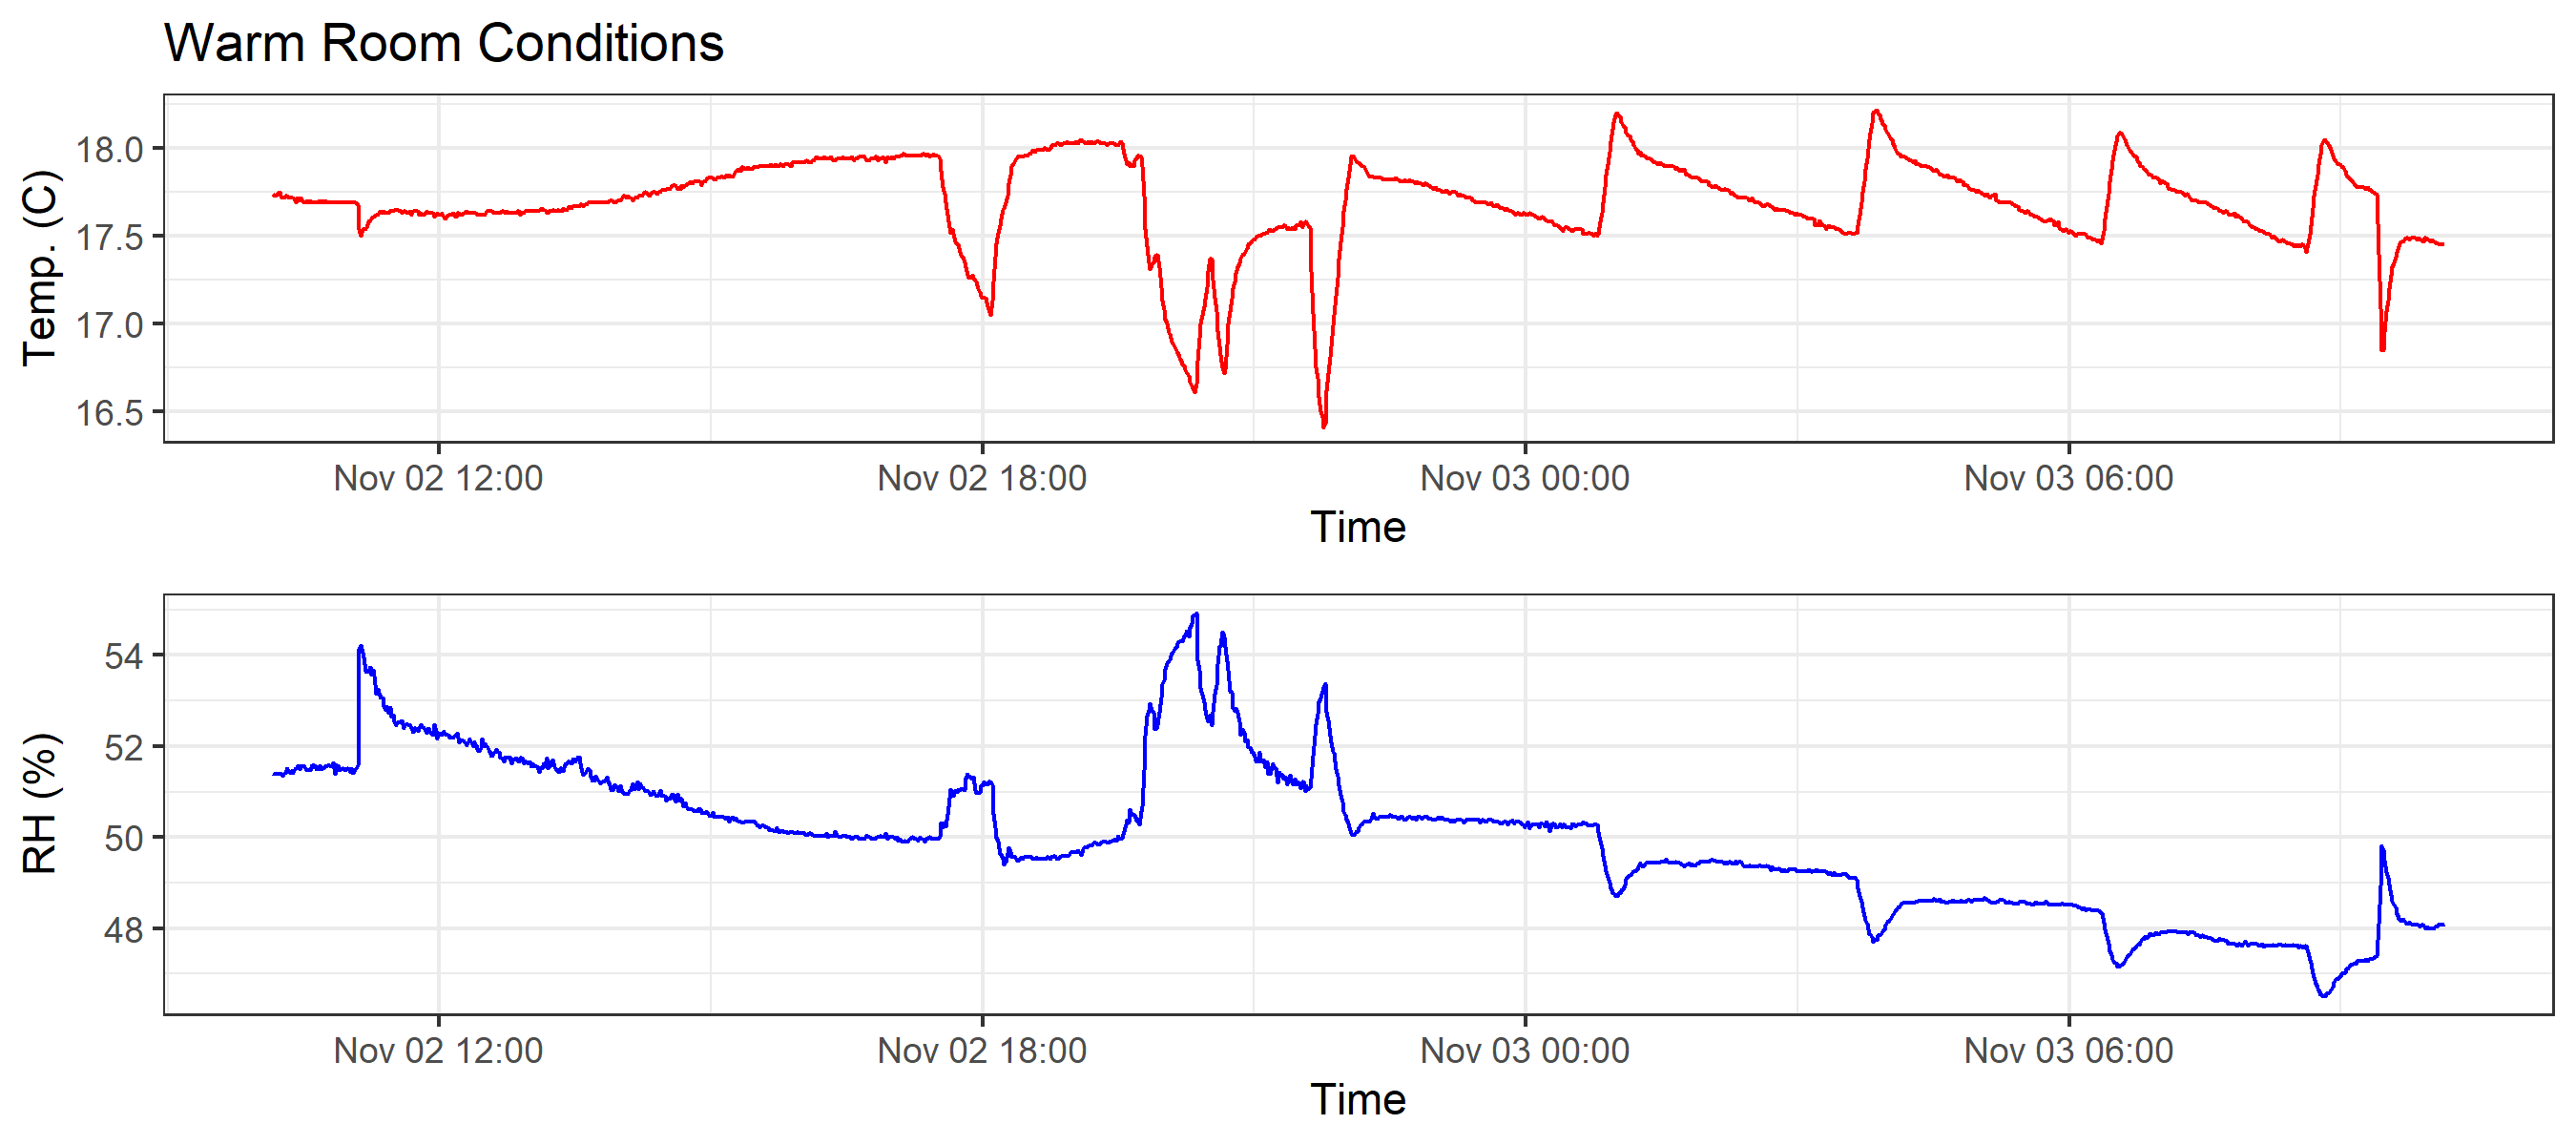 Warm Room Conditions
Temp. (C)
18.0
17.5
17.0
16.5
Nov 02 12:00 Nov 02 18:00 Nov 03 00:00 Nov 03 06:00
Time
RH (%)
54
52
50
48
Nov 02 12:00 Nov 02 18:00 Nov 03 00:00 Nov 03 06:00
Time